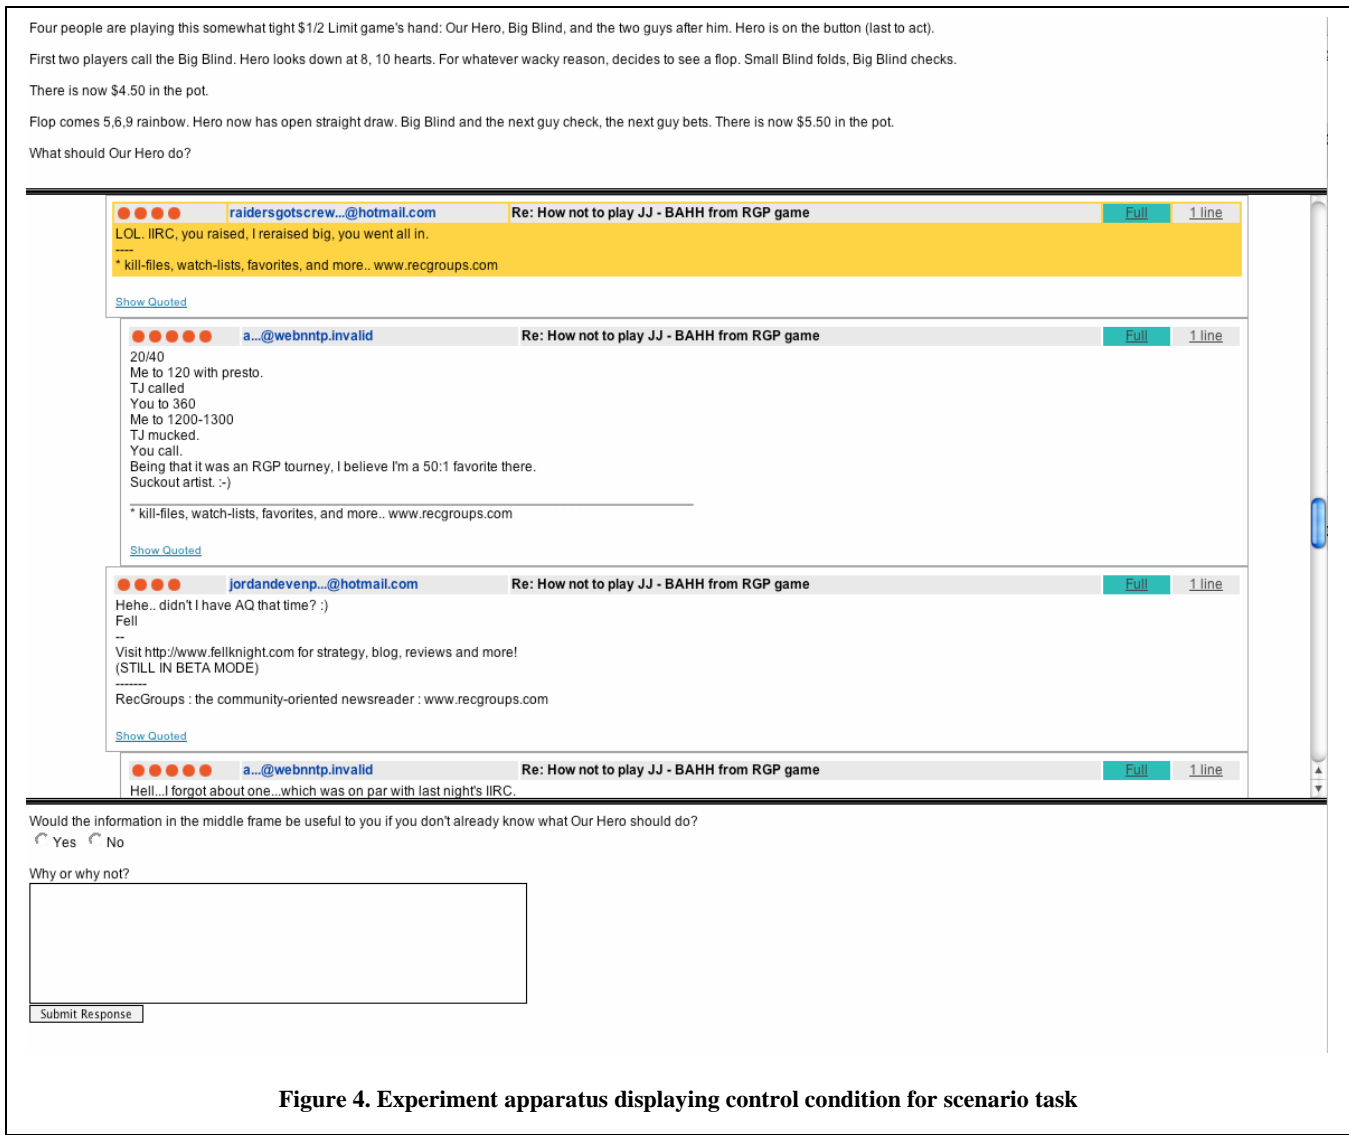 Four people are playing this somewhat tight $1/2 Limit game's hand: Our Hero, Big Blind, and the two guys after him. Hero is on the button (last to act).
First two players call the Big Blind. Hero looks down at 8, 10 hearts. For whatever wacky reason, decides to see a flop. Small Blind folds, Big Blind checks.
There is now $4.50 in the pot.
Flop comes 5,6,9 rainbow. Hero now has open straight draw. Big Blind and the next guy check, the next guy bets. There is now $5.50 in the pot.
What should Our Hero do?
raidersgotscrew...@hotmail.com Re: How not to play JJ - BAHH from RGP game Full 1 line
LOL. IIRC, you raised, I reraised big, you went all in.
----
* kill-files, watch-lists, favorites, and more.. www.recgroups.com
Show Quoted
a...@webnntp.invalid Re: How not to play JJ - BAHH from RGP game Full 1 line
20/40
Me to 120 with presto.
TJ called
You to 360
Me to 1200-1300
TJ mucked.
You call.
Being that it was an RGP tourney, I believe I'm a 50:1 favorite there.
Suckout artist. :-)
* kill-files, watch-lists, favorites, and more.. www.recgroups.com
Show Quoted
jordandevenp...@hotmail.com Re: How not to play JJ - BAHH from RGP game Full 1 line
Hehe.. didn't I have AQ that time? :)
Fell
--
Visit http://www.fellknight.com for strategy, blog, reviews and more!
(STILL IN BETA MODE)
-------
RecGroups : the community-oriented newsreader : www.recgroups.com
Show Quoted
a...@webnntp.invalid Re: How not to play JJ - BAHH from RGP game Full 1 line
Hell...I forgot about one...which was on par with last night's IIRC.
Would the information in the middle frame be useful to you if you don't already know what Our Hero should do?
Yes No
Why or why not?
Submit Response
Figure 4. Experiment apparatus displaying control condition for scenario task